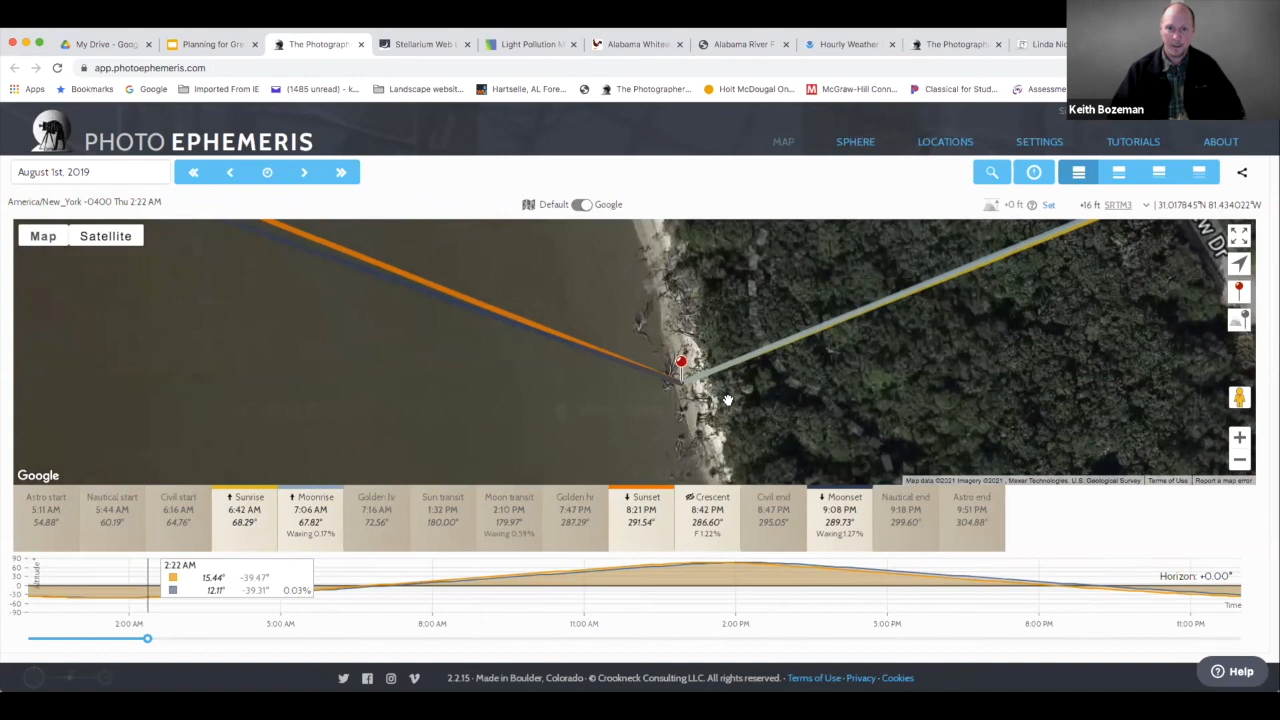 My Drive - Goog
Planning for Gre
The Photograph
Stellarium Web O
Light Pollution M
Alabama Whitew
Alabama River F
Hourly Weather
The Photograph
Linda Nic
app.photoephemeris.com
Apps
Bookmarks
Google
Imported From IE
(1485 unread) - k...
Landscape websit...
Hartselle, AL Fore...
The Photographer...
Holt McDougal On...
McGraw-Hill Conn...
Classical for Stud...
Assessme
Keith Bozeman
PHOTO EPHEMERIS
MAP
SPHERE
LOCATIONS
SETTINGS
TUTORIALS
ABOUT
August 1st, 2019
America/New_York -0400 Thu 2:22 AM
Default
Google
+0 ft
Set
+16 ft SRTM3
31.017845°N 81.434022°W
Map
Satellite
w Dr
Google
Map data ©2021 Imagery ©2021 , Maxar Technologies, U.S. Geological Survey
Terms of Use
Report a map error
Astro start
5:11 AM
54.88°
Nautical start
5:44 AM
60.19°
Civil start
6:16 AM
64.76°
Sunrise
6:42 AM
68.29°
Moonrise
7:06 AM
67.82°
Waxing 0.17%
Golden hr
7:16 AM
72.56°
Sun transit
1:32 PM
180.00°
Moon transit
2:10 PM
179.97°
Waxing 0.59%
Golden hr
7:47 PM
287.29°
Sunset
8:21 PM
291.54°
Crescent
8:42 PM
286.60°
F 1.22%
Civil end
8:47 PM
295.05°
Moonset
9:08 PM
289.73°
Waxing 1.27%
Nautical end
9:18 PM
299.60°
Astro end
9:51 PM
304.88°
90
60
30
0
-30
-60
-90
Altitude
2:22 AM
15.44° -39.47°
12.11° -39.31° 0.03%
Horizon: +0.00°
Time
2:00 AM
5:00 AM
8:00 AM
11:00 AM
2:00 PM
5:00 PM
8:00 PM
11:00 PM
2.2.15 · Made in Boulder, Colorado · © Crookneck Consulting LLC. All rights reserved. · Terms of Use · Privacy · Cookies
Help